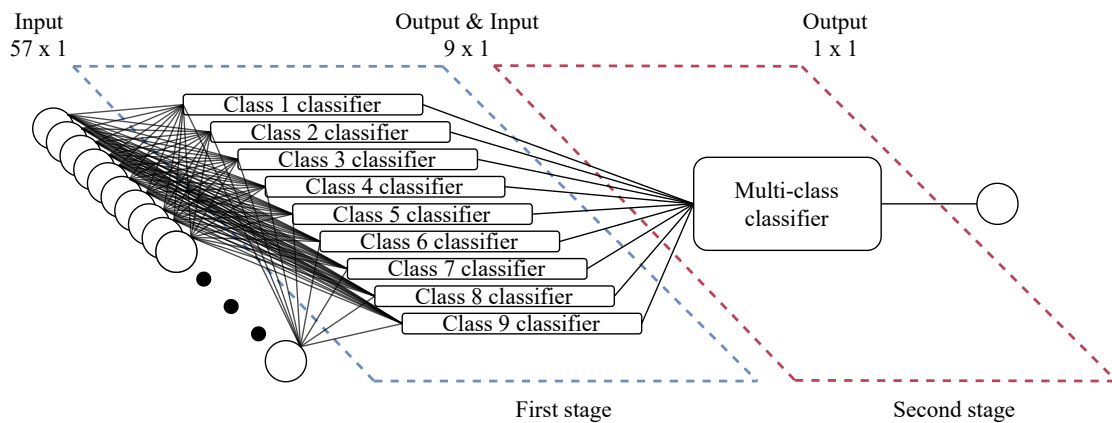 Input
57 x 1
Output & Input
9 x 1
Output
1 x 1
Class 1 classifier
Class 2 classifier
Class 3 classifier
Class 4 classifier
Class 5 classifier
Class 6 classifier
Class 7 classifier
Class 8 classifier
Class 9 classifier
Multi-class
classifier
First stage
Second stage